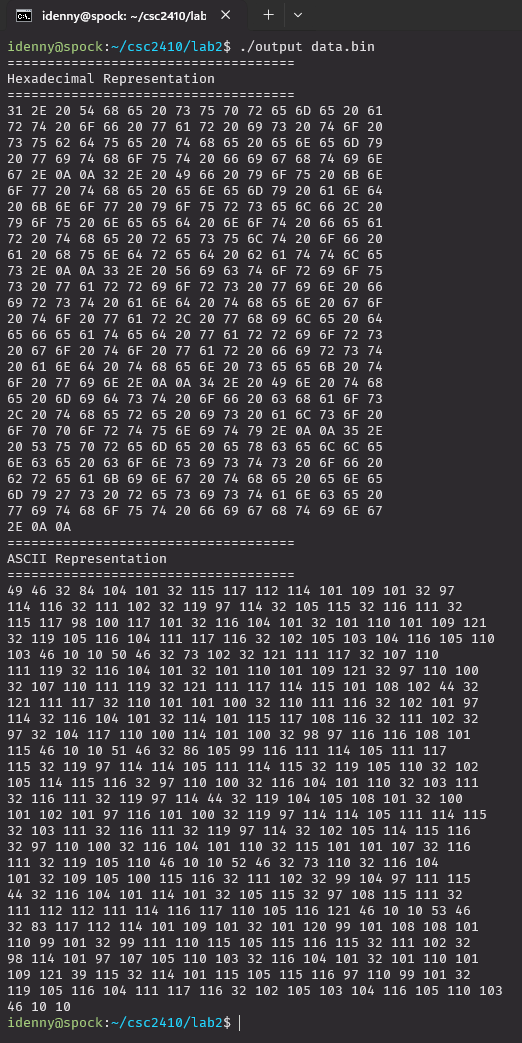 idenny@spock: ~/csc2410/lab
idenny@spock:~/csc2410/lab2$ ./output data.bin
====================================
Hexadecimal Representation
====================================
31 2E 20 54 68 65 20 73 75 70 72 65 6D 65 20 61
72 74 20 6F 66 20 77 61 72 20 69 73 20 74 6F 20
73 75 62 64 75 65 20 74 68 65 20 65 6E 65 6D 79
20 77 69 74 68 6F 75 74 20 66 69 67 68 74 69 6E
67 2E 0A 0A 32 2E 20 49 66 20 79 6F 75 20 6B 6E
6F 77 20 74 68 65 20 65 6E 65 6D 79 20 61 6E 64
20 6B 6E 6F 77 20 79 6F 75 72 73 65 6C 66 2C 20
79 6F 75 20 6E 65 65 64 20 6E 6F 74 20 66 65 61
72 20 74 68 65 20 72 65 73 75 6C 74 20 6F 66 20
61 20 68 75 6E 64 72 65 64 20 62 61 74 74 6C 65
73 2E 0A 0A 33 2E 20 56 69 63 74 6F 72 69 6F 75
73 20 77 61 72 72 69 6F 72 73 20 77 69 6E 20 66
69 72 73 74 20 61 6E 64 20 74 68 65 6E 20 67 6F
20 74 6F 20 77 61 72 2C 20 77 68 69 6C 65 20 64
65 66 65 61 74 65 64 20 77 61 72 72 69 6F 72 73
20 67 6F 20 74 6F 20 77 61 72 20 66 69 72 73 74
20 61 6E 64 20 74 68 65 6E 20 73 65 65 6B 20 74
6F 20 77 69 6E 2E 0A 0A 34 2E 20 49 6E 20 74 68
65 20 6D 69 64 73 74 20 6F 66 20 63 68 61 6F 73
2C 20 74 68 65 72 65 20 69 73 20 61 6C 73 6F 20
6F 70 70 6F 72 74 75 6E 69 74 79 2E 0A 0A 35 2E
20 53 75 70 72 65 6D 65 20 65 78 63 65 6C 6C 65
6E 63 65 20 63 6F 6E 73 69 73 74 73 20 6F 66 20
62 72 65 61 6B 69 6E 67 20 74 68 65 20 65 6E 65
6D 79 27 73 20 72 65 73 69 73 74 61 6E 63 65 20
77 69 74 68 6F 75 74 20 66 69 67 68 74 69 6E 67
2E 0A 0A
====================================
ASCII Representation
====================================
49 46 32 84 104 101 32 115 117 112 114 101 109 101 32 97
114 116 32 111 102 32 119 97 114 32 105 115 32 116 111 32
115 117 98 100 117 101 32 116 104 101 32 101 110 101 109 121
32 119 105 116 104 111 117 116 32 102 105 103 104 116 105 110
103 46 10 10 50 46 32 73 102 32 121 111 117 32 107 110
111 119 32 116 104 101 32 101 110 101 109 121 32 97 110 100
32 107 110 111 119 32 121 111 117 114 115 101 108 102 44 32
121 111 117 32 110 101 101 100 32 110 111 116 32 102 101 97
114 32 116 104 101 32 114 101 115 117 108 116 32 111 102 32
97 32 104 117 110 100 114 101 100 32 98 97 116 116 108 101
115 46 10 10 51 46 32 86 105 99 116 111 114 105 111 117
115 32 119 97 114 114 105 111 114 115 32 119 105 110 32 102
105 114 115 116 32 97 110 100 32 116 104 101 110 32 103 111
32 116 111 32 119 97 114 44 32 119 104 105 108 101 32 100
101 102 101 97 116 101 100 32 119 97 114 114 105 111 114 115
32 103 111 32 116 111 32 119 97 114 32 102 105 114 115 116
32 97 110 100 32 116 104 101 110 32 115 101 101 107 32 116
111 32 119 105 110 46 10 10 52 46 32 73 110 32 116 104
101 32 109 105 100 115 116 32 111 102 32 99 104 97 111 115
44 32 116 104 101 114 101 32 105 115 32 97 108 115 111 32
111 112 112 111 114 116 117 110 105 116 121 46 10 10 53 46
32 83 117 112 114 101 109 101 32 101 120 99 101 108 108 101
110 99 101 32 99 111 110 115 105 115 116 115 32 111 102 32
98 114 101 97 107 105 110 103 32 116 104 101 32 101 110 101
109 121 39 115 32 114 101 115 105 115 116 97 110 99 101 32
119 105 116 104 111 117 116 32 102 105 103 104 116 105 110 103
46 10 10
idenny@spock:~/csc2410/lab2$